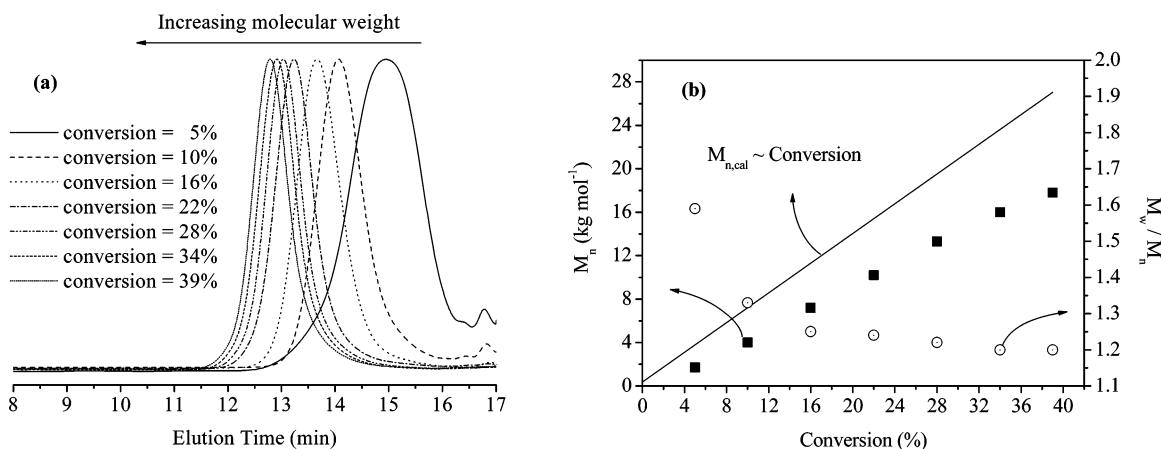 Increasing molecular weight
(a)
conversion = 5%
conversion = 10%
conversion = 16%
conversion = 22%
conversion = 28%
conversion = 34%
conversion = 39%
8 9 10 11 12 13 14 15 16 17
Elution Time (min)
(b)
M_n,cal ~ Conversion
28
24
20
16
12
8
4
0
M_n (kg mol^-1)
2.0
1.9
1.8
1.7
1.6
1.5
1.4
1.3
1.2
1.1
M_w / M_n
0 4 8 12 16 20 24 28 32 36 40
Conversion (%)